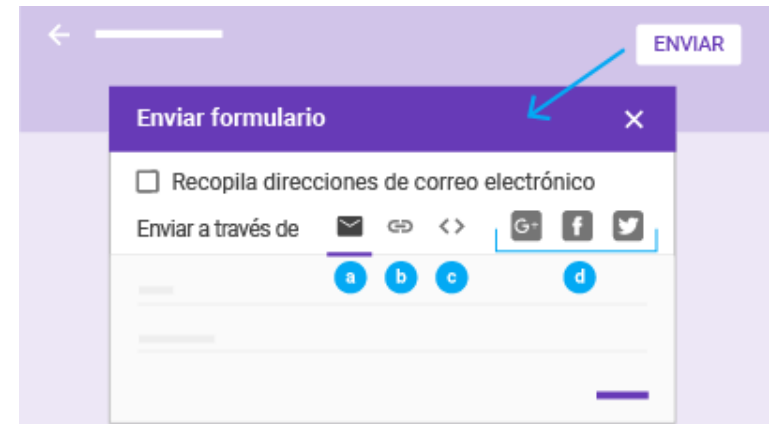 ENVIAR
Enviar formulario
Recopila direcciones de correo electrónico
Enviar a través de G+ f
a b c d